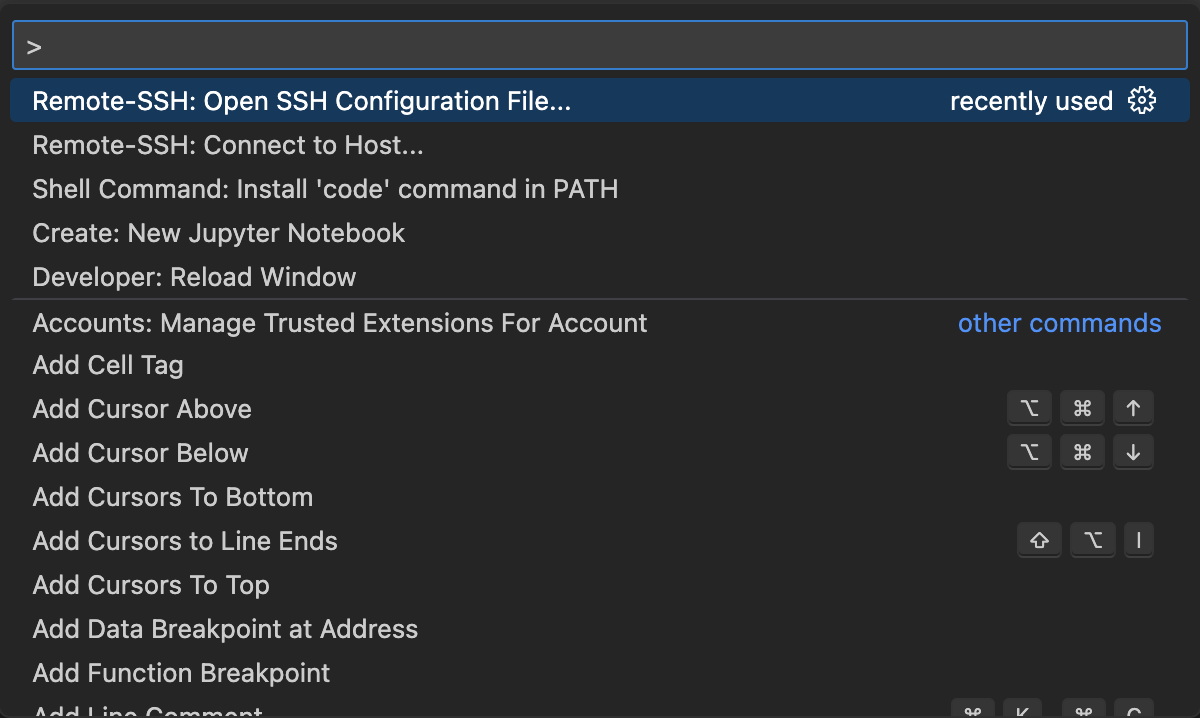 >
Remote-SSH: Open SSH Configuration File... recently used
Remote-SSH: Connect to Host...
Shell Command: Install 'code' command in PATH
Create: New Jupyter Notebook
Developer: Reload Window
Accounts: Manage Trusted Extensions For Account other commands
Add Cell Tag
Add Cursor Above ⌥ ⌘ ↑
Add Cursor Below ⌥ ⌘ ↓
Add Cursors To Bottom
Add Cursors to Line Ends ⇧ ⌥ I
Add Cursors To Top
Add Data Breakpoint at Address
Add Function Breakpoint
Add Line Comment ⌘ K ⌘ C